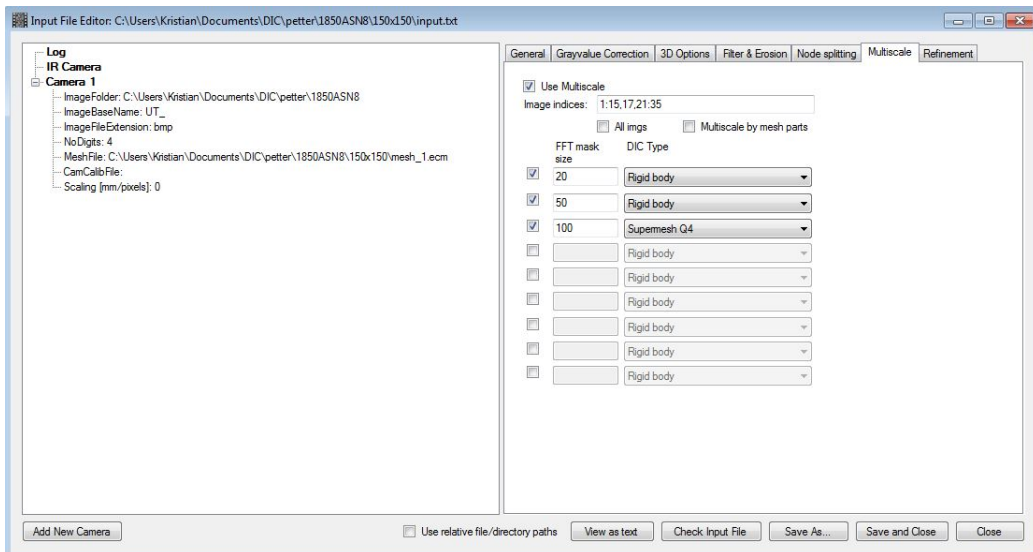 Input File Editor: C:\Users\Kristian\Documents\DIC\petter\1850ASN8\150x150\input.txt
Log
IR Camera
Camera 1
ImageFolder: C:\Users\Kristian\Documents\DIC\petter\1850ASN8
ImageBaseName: UT_
ImageFileExtension: bmp
NoDigits: 4
MeshFile: C:\Users\Kristian\Documents\DIC\petter\1850ASN8\150x150\mesh_1.ecm
CamCalibFile:
Scaling [mm/pixels]: 0
General Grayvalue Correction 3D Options Filter & Erosion Node splitting Multiscale Refinement
Use Multiscale
Image indices: 1:15,17,21:35
All imgs Multiscale by mesh parts
FFT mask size DIC Type
20 Rigid body
50 Rigid body
100 Supermesh Q4
Rigid body
Rigid body
Rigid body
Rigid body
Rigid body
Rigid body
Add New Camera Use relative file/directory paths View as text Check Input File Save As... Save and Close Close